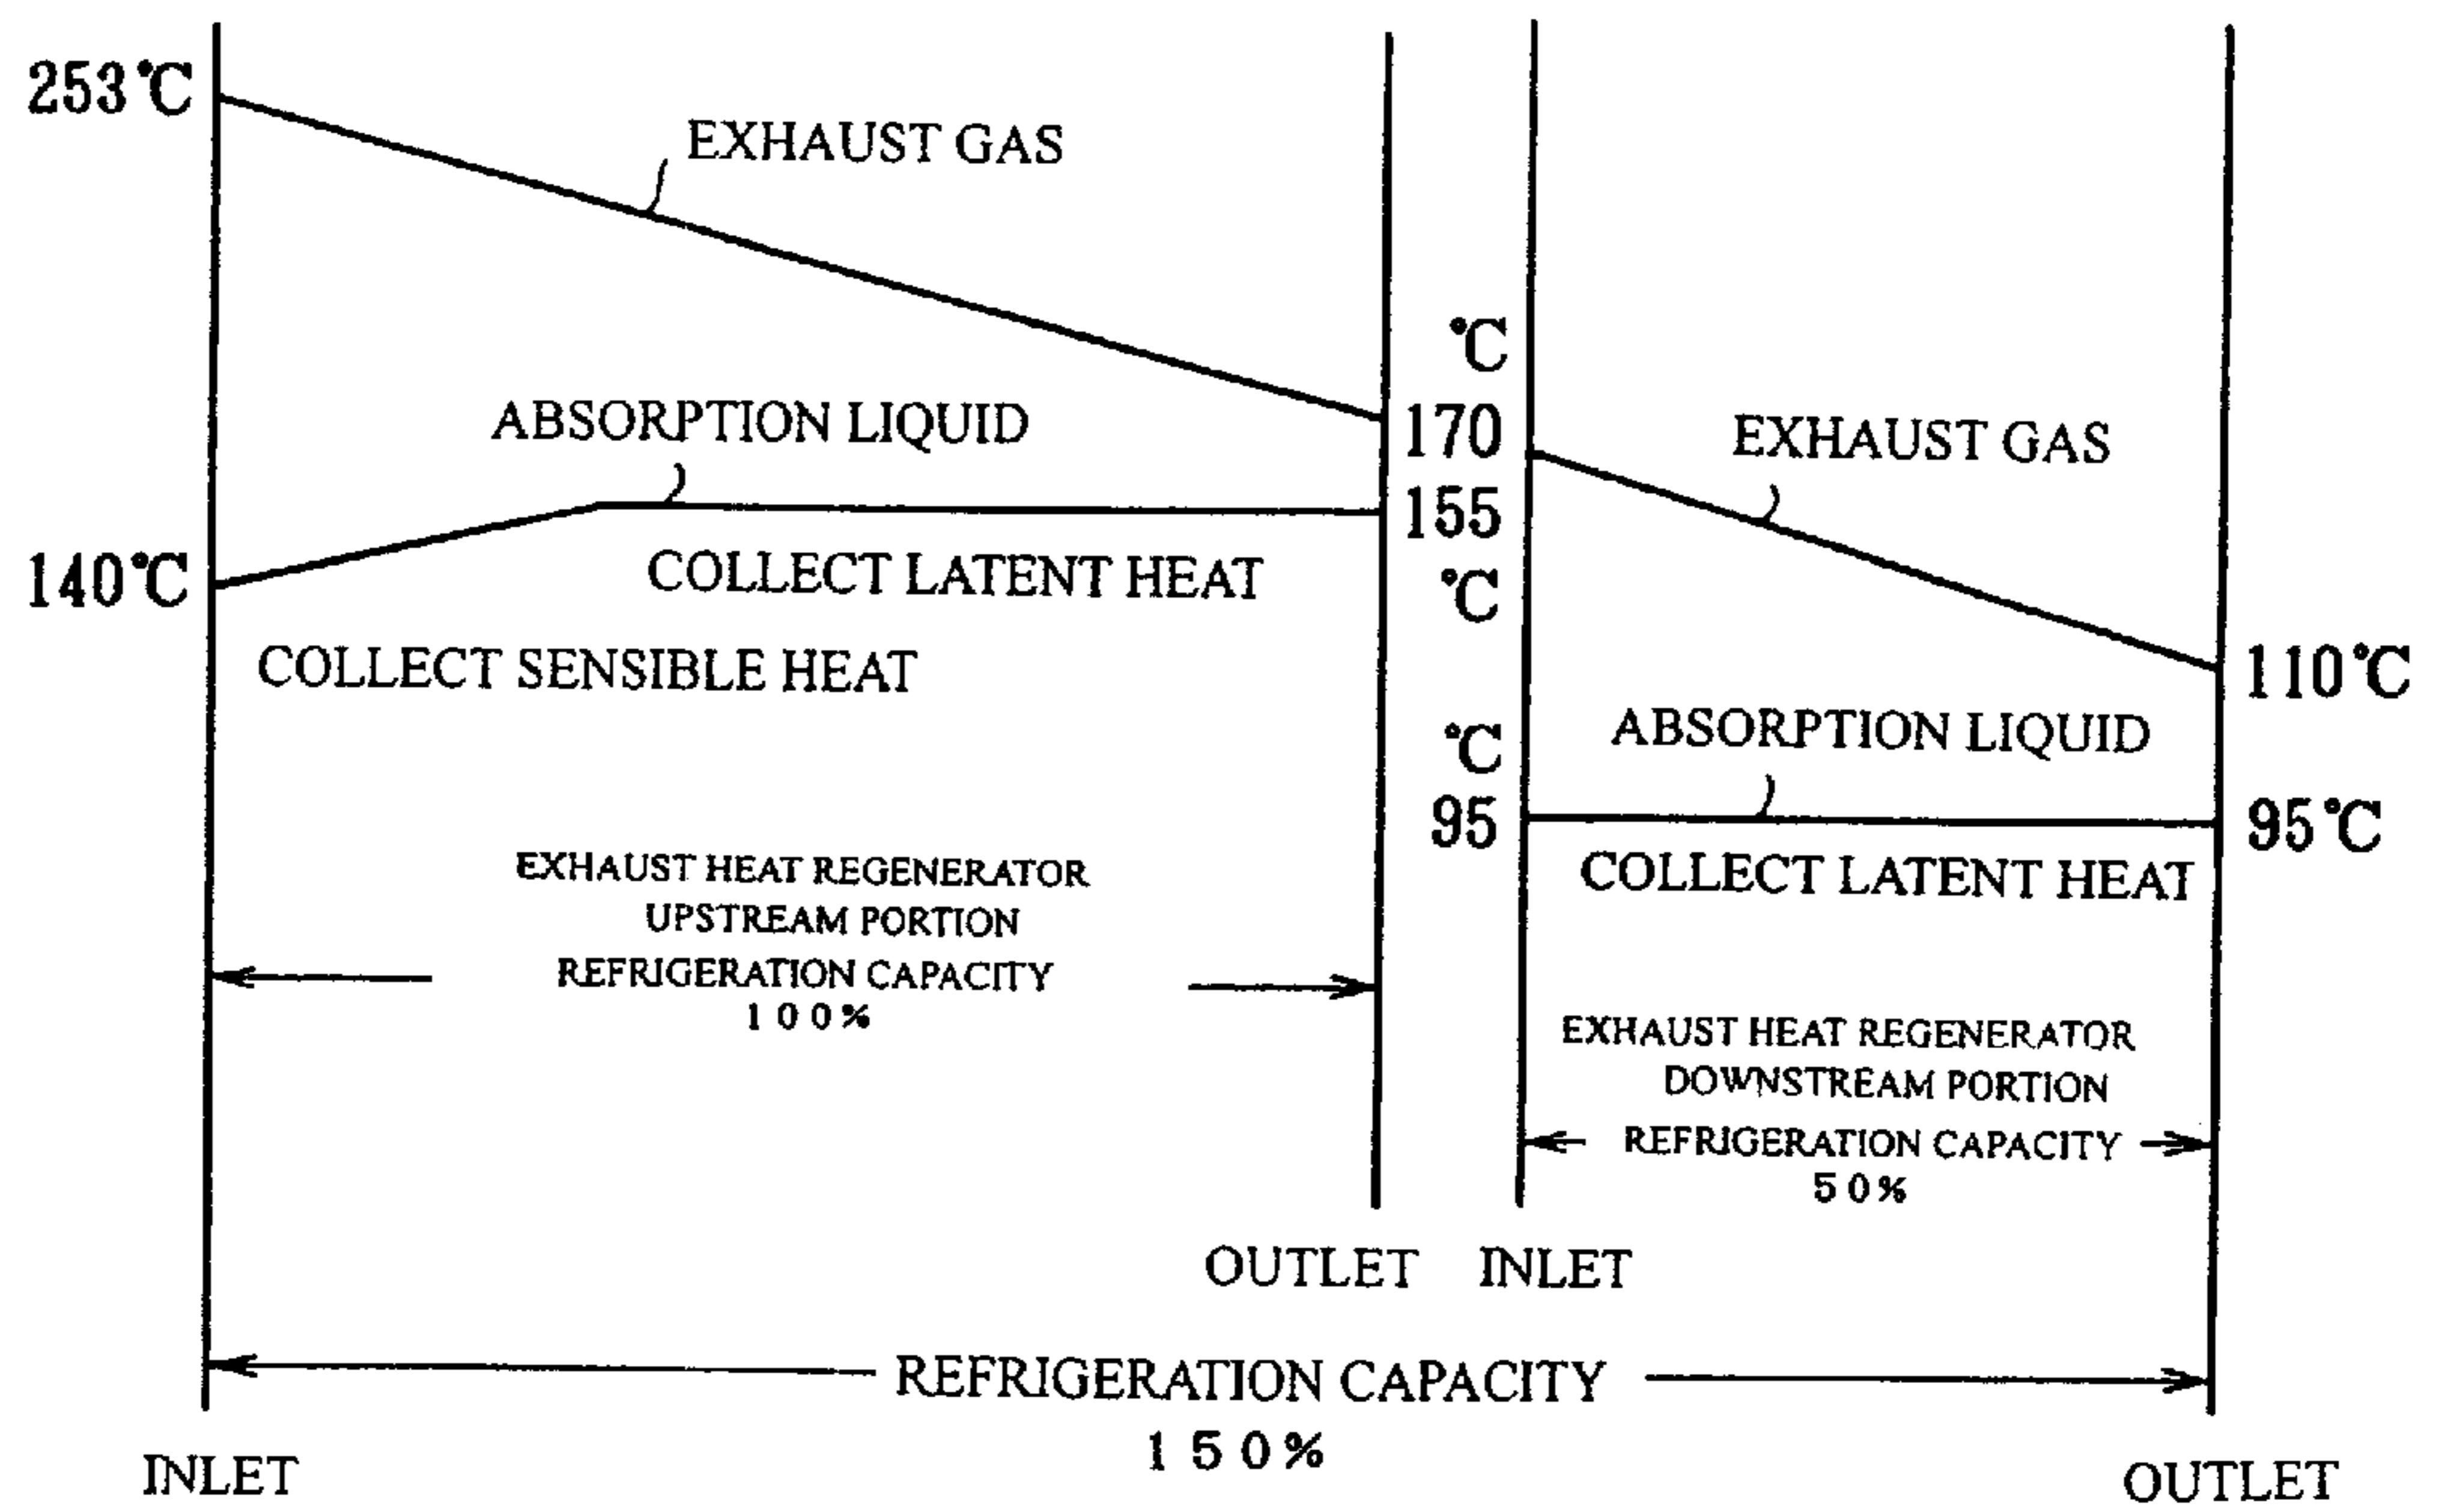 253℃
EXHAUST GAS
℃
170
155
℃
ABSORPTION LIQUID
140℃
COLLECT LATENT HEAT
COLLECT SENSIBLE HEAT
EXHAUST GAS
110℃
ABSORPTION LIQUID
℃
95
95℃
COLLECT LATENT HEAT
EXHAUST HEAT REGENERATOR
UPSTREAM PORTION
REFRIGERATION CAPACITY
100%
EXHAUST HEAT REGENERATOR
DOWNSTREAM PORTION
REFRIGERATION CAPACITY
50%
OUTLET
INLET
REFRIGERATION CAPACITY
150%
INLET
OUTLET